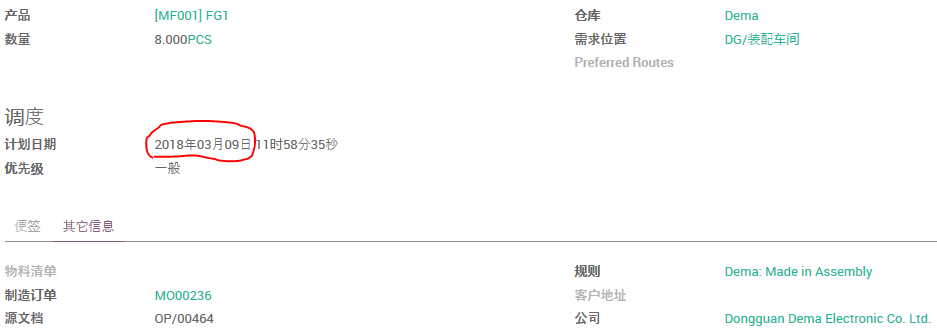 产品 [MF001] FG1 仓库 Dema
数量 8.000PCS 需求位置 DG/装配车间
Preferred Routes
调度
计划日期 2018年03月09日 11时58分35秒
优先级 一般
便签 其它信息
物料清单 规则 Dema: Made in Assembly
制造订单 MO00236 客户地址
源文档 OP/00464 公司 Dongguan Dema Electronic Co. Ltd.